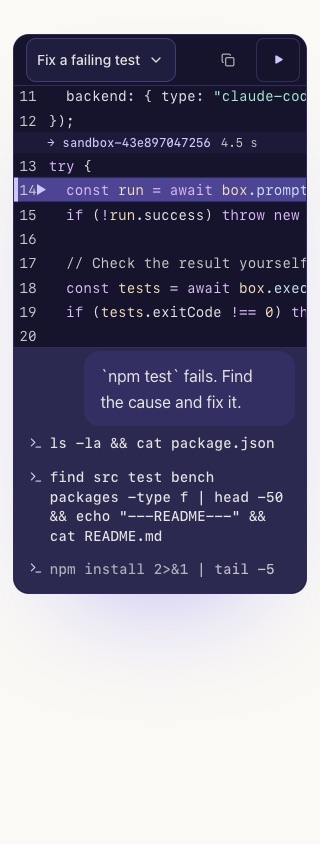 Fix a failing test
11 backend: { type: "claude-cod
12 });
→ sandbox-43e897047256 4.5 s
13 try {
14 const run = await box.prompt
15 if (!run.success) throw new
16
17 // Check the result yourself
18 const tests = await box.exec
19 if (tests.exitCode !== 0) th
20
`npm test` fails. Find
the cause and fix it.
>_ ls -la && cat package.json
>_ find src test bench
packages -type f | head -50
&& echo "---README---" &&
cat README.md
>_ npm install 2>&1 | tail -5